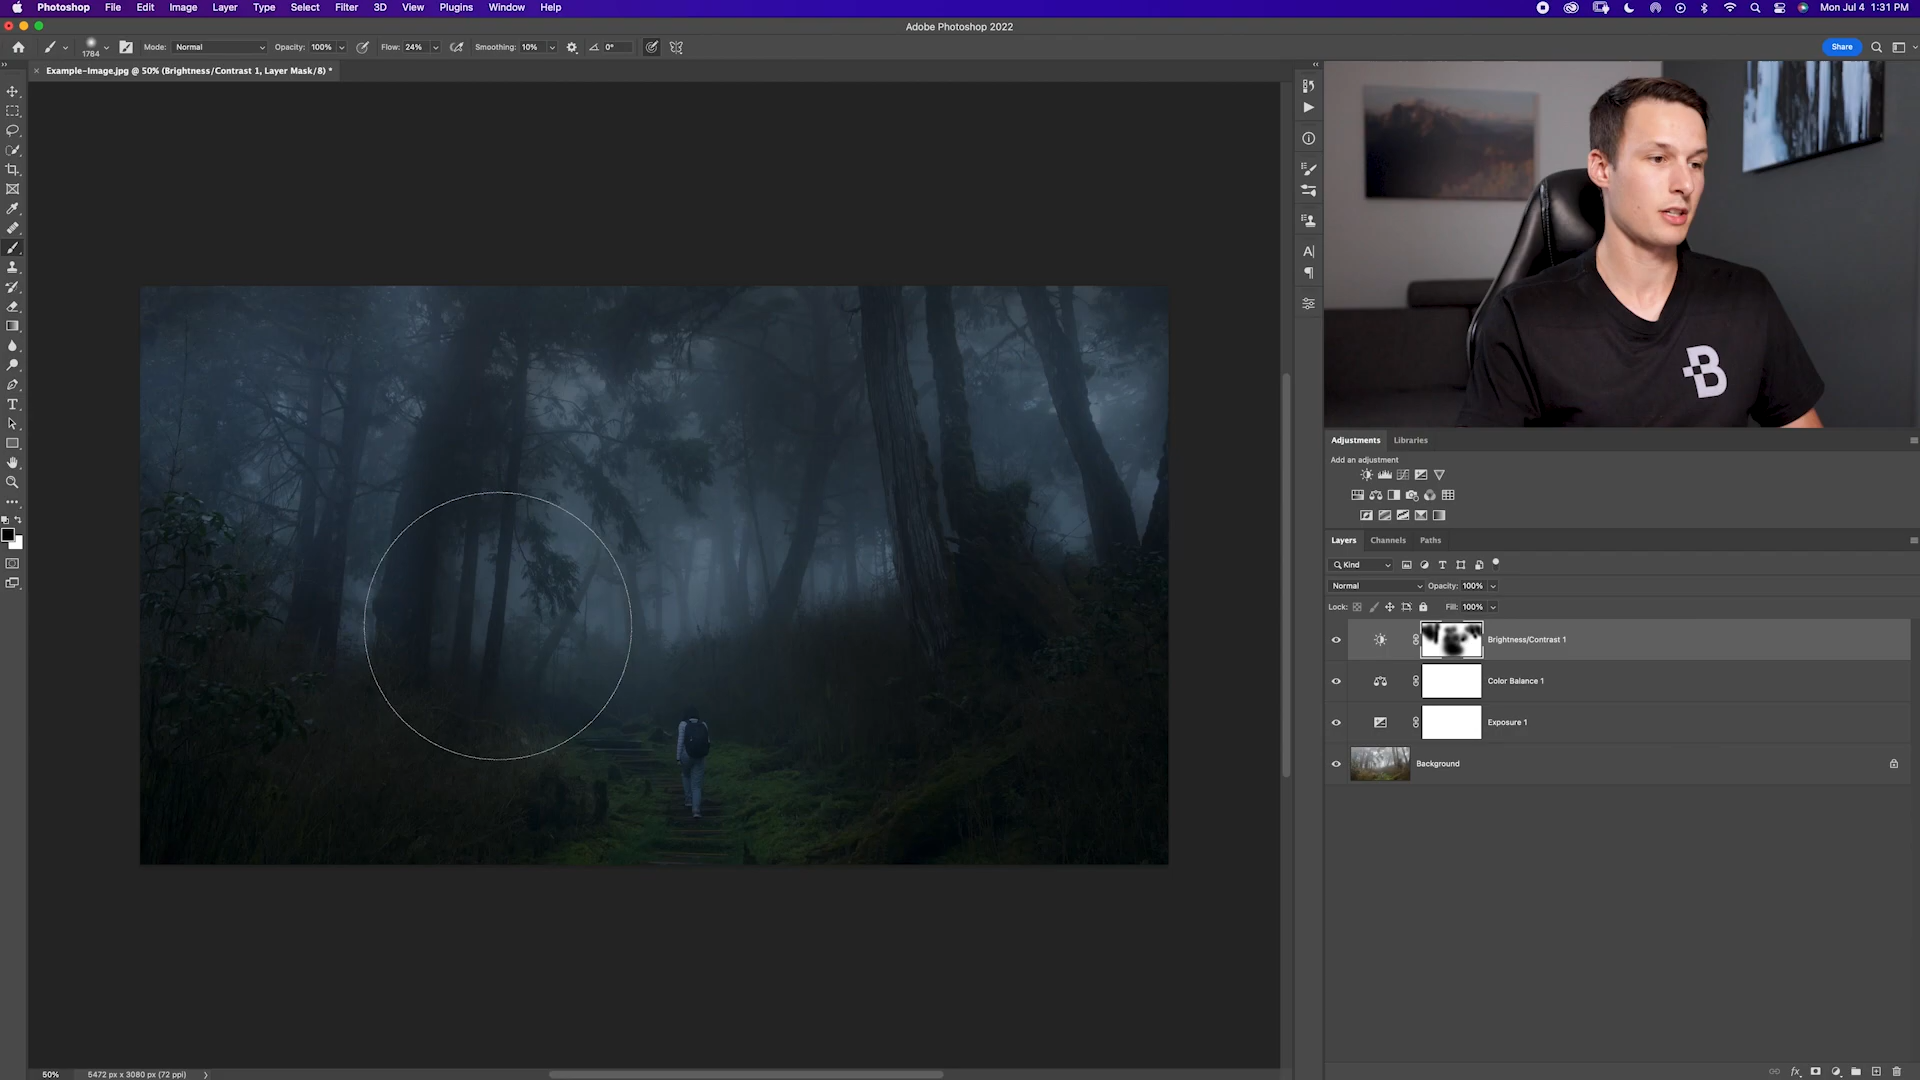 Photoshop File Edit Image Layer Type Select Filter 3D View Plugins Window Help Mon Jul 4 1:31 PM
Adobe Photoshop 2022
1784 Mode: Normal Opacity: 100% Flow: 24% Smoothing: 10% 0° Share
Example-Image.jpg @ 50% (Brightness/Contrast 1, Layer Mask/8) *
B
Adjustments Libraries
Add an adjustment
Layers Channels Paths
Kind
Normal Opacity: 100%
Lock: Fill: 100%
Brightness/Contrast 1
Color Balance 1
Exposure 1
Background
50% 5472 px x 3080 px (72 ppi)